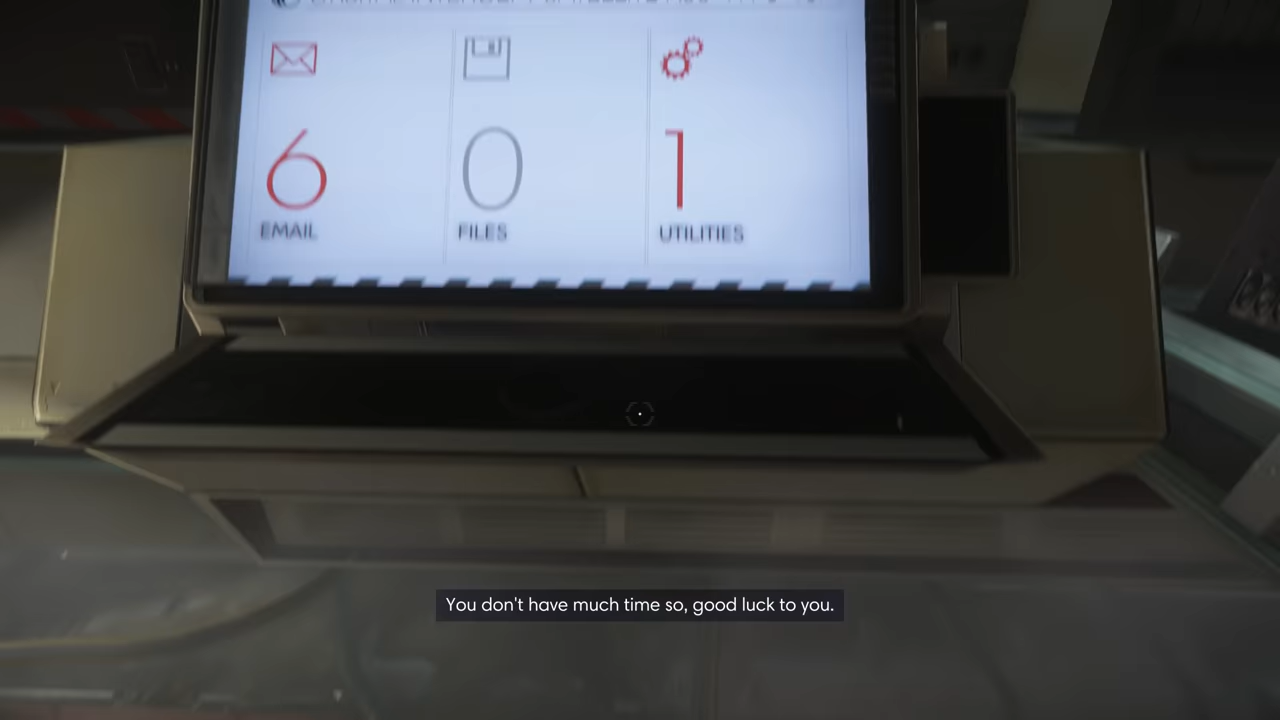 6
0
1
EMAIL
FILES
UTILITIES
You don't have much time so, good luck to you.